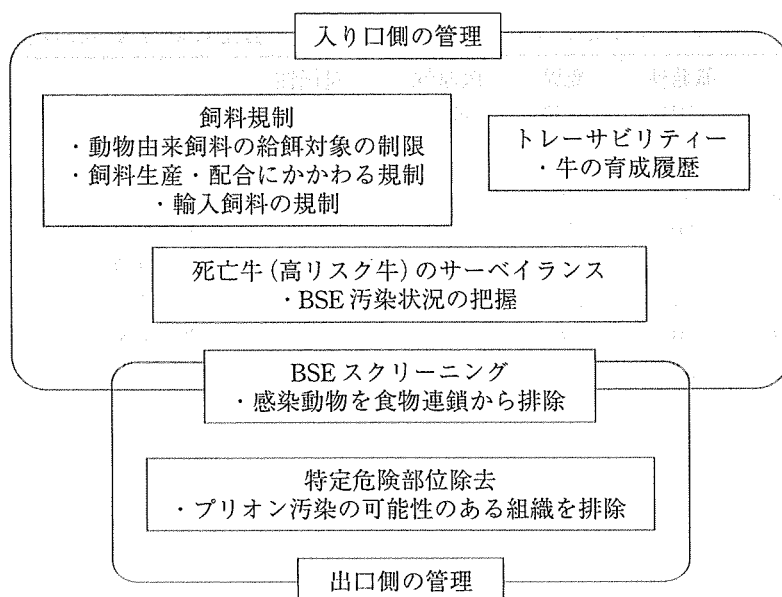 入り口側の管理
飼料規制
・動物由来飼料の給餌対象の制限
・飼料生産・配合にかかわる規制
・輸入飼料の規制
トレーサビリティー
・牛の育成履歴
死亡牛(高リスク牛)のサーベイランス
・BSE汚染状況の把握
BSEスクリーニング
・感染動物を食物連鎖から排除
特定危険部位除去
・プリオン汚染の可能性のある組織を排除
出口側の管理